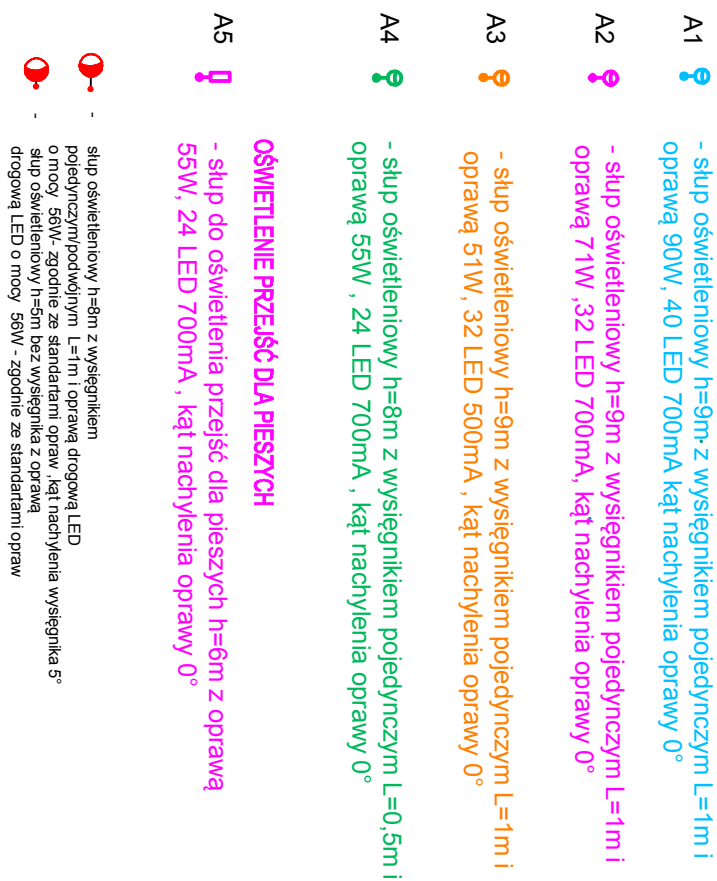 A1
- słup oświetleniowy h=9m z wysięgnikiem pojedynczym L=1m i
oprawą 90W, 40 LED 700mA kąt nachylenia oprawy 0°
A2
- słup oświetleniowy h=9m z wysięgnikiem pojedynczym L=1m i
oprawą 71W ,32 LED 700mA, kąt nachylenia oprawy 0°
A3
- słup oświetleniowy h=9m z wysięgnikiem pojedynczym L=1m i
oprawą 51W, 32 LED 500mA , kąt nachylenia oprawy 0°
A4
- słup oświetleniowy h=8m z wysięgnikiem pojedynczym L=0,5m i
oprawą 55W , 24 LED 700mA , kąt nachylenia oprawy 0°
OŚWIETLENIE PRZEJŚĆ DLA PIESZYCH
A5
- słup do oświetlenia przejść dla pieszych h=6m z oprawą
55W, 24 LED 700mA , kąt nachylenia oprawy 0°
- słup oświetleniowy h=8m z wysięgnikiem
pojedynczym/podwójnym L=1m i oprawą drogową LED
o mocy 56W- zgodnie ze standartami opraw ,kąt nachylenia wysięgnika 5°
- słup oświetleniowy h=5m bez wysięgnika z oprawą
drogową LED o mocy 56W - zgodnie ze standartami opraw